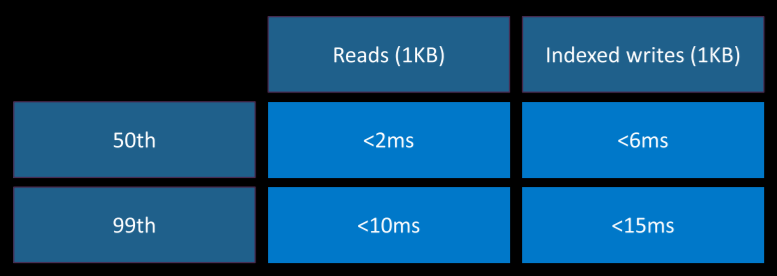 Reads (1KB)
Indexed writes (1KB)
50th
<2ms
<6ms
99th
<10ms
<15ms